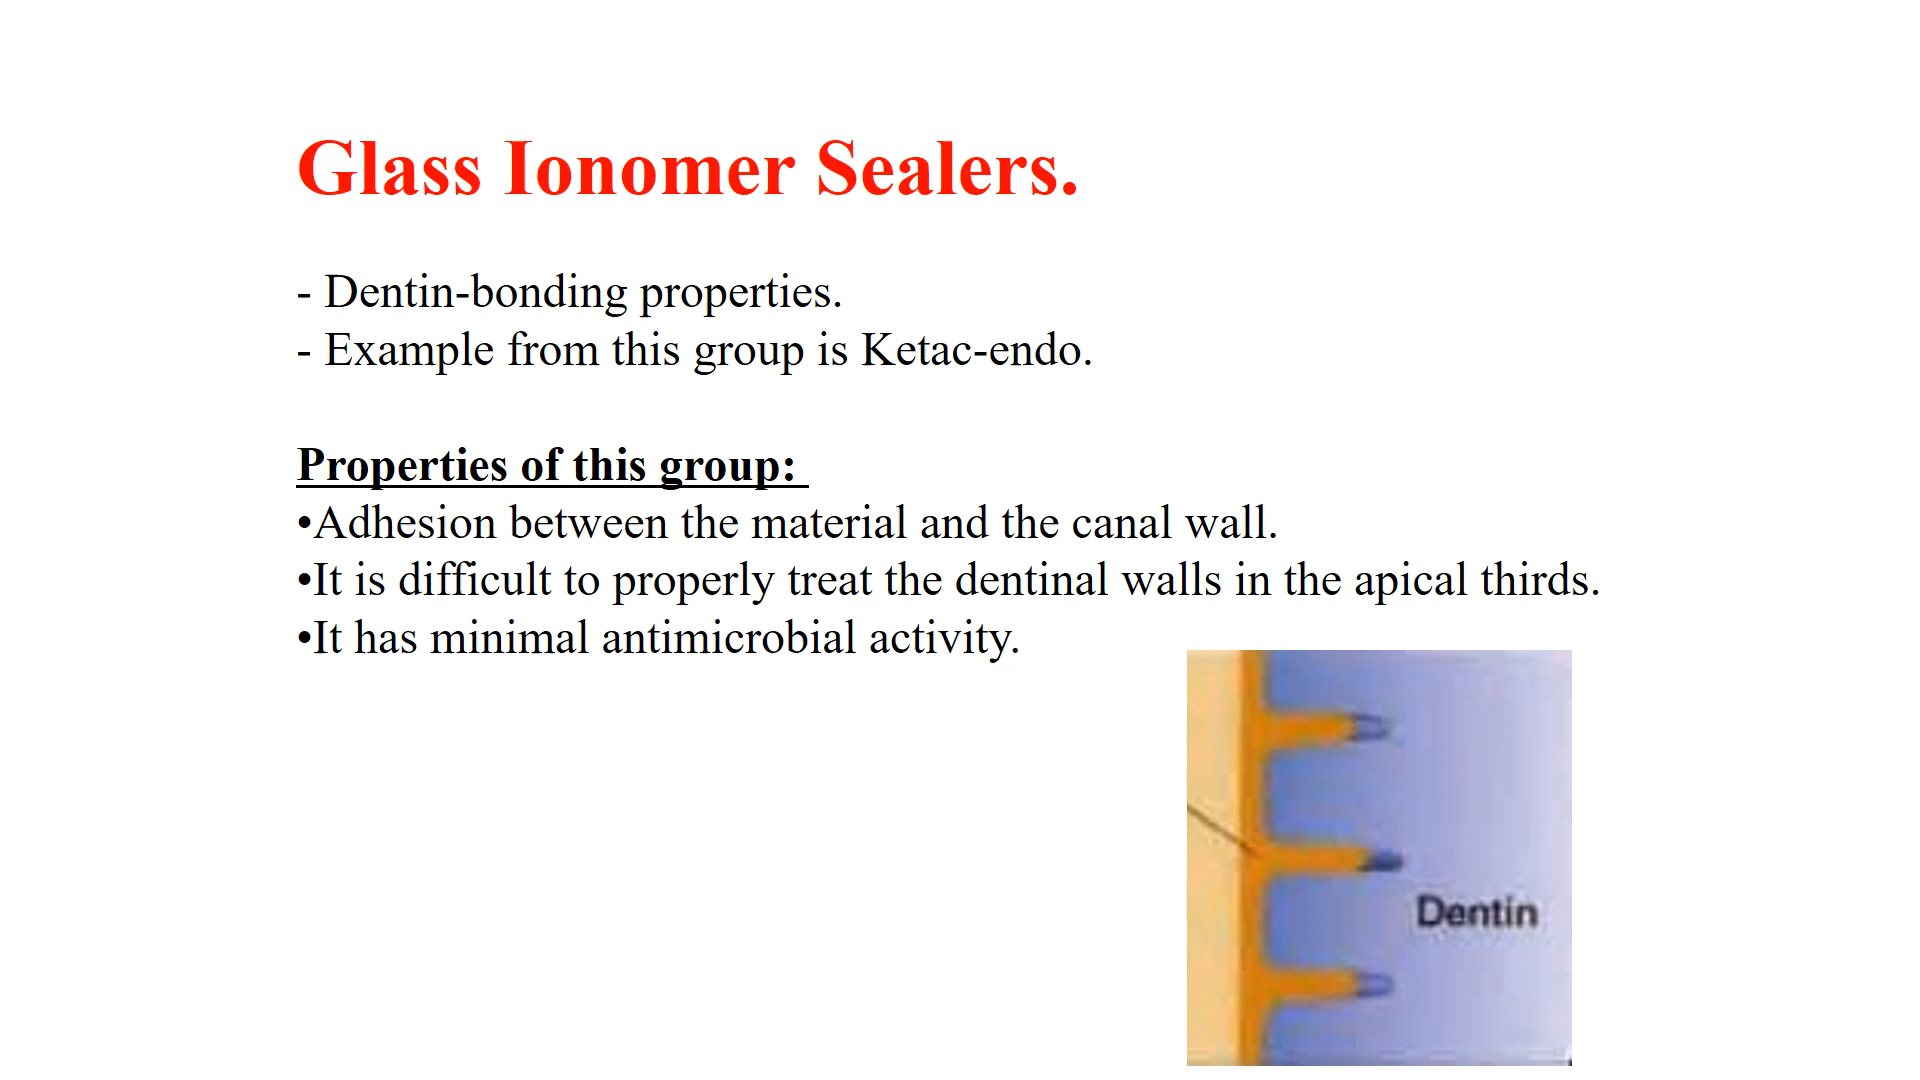 Glass Ionomer Sealers.
- Dentin-bonding properties.
- Example from this group is Ketac-endo.
Properties of this group:
•Adhesion between the material and the canal wall.
•It is difficult to properly treat the dentinal walls in the apical thirds.
•It has minimal antimicrobial activity.
Dentin